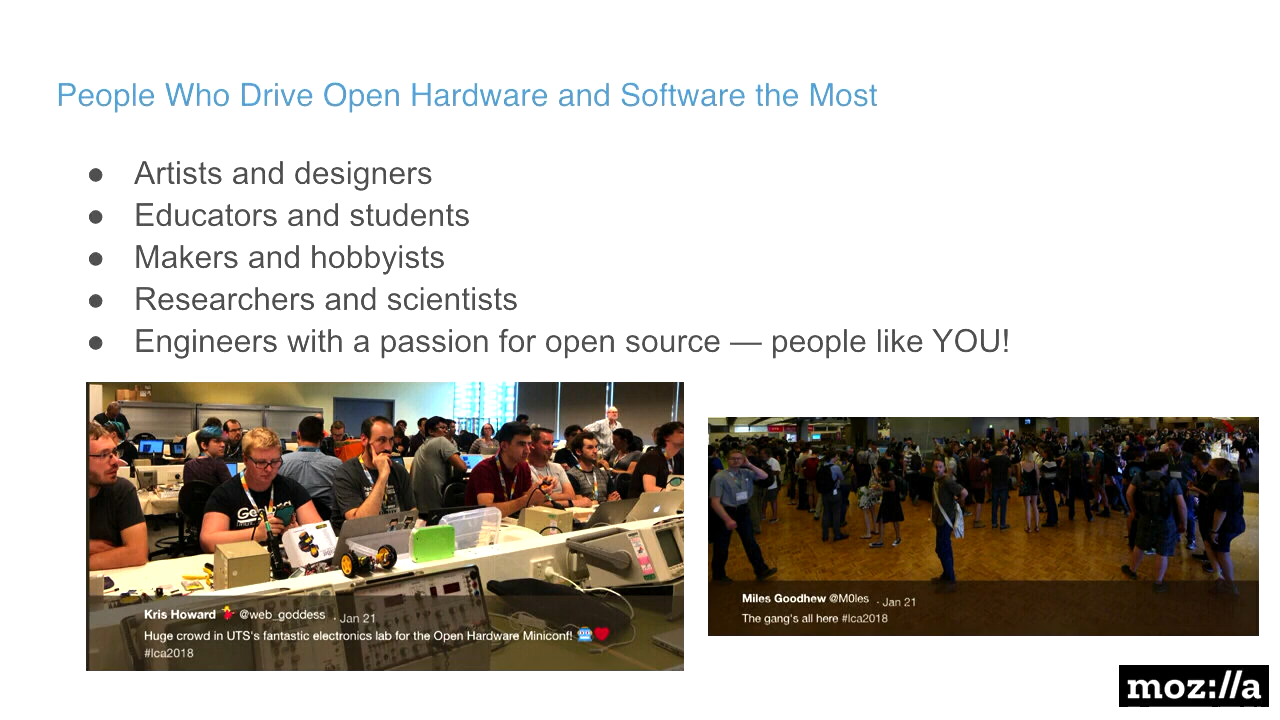 People Who Drive Open Hardware and Software the Most
● Artists and designers
● Educators and students
● Makers and hobbyists
● Researchers and scientists
● Engineers with a passion for open source — people like YOU!
Kris Howard @web_goddess . Jan 21
Huge crowd in UTS's fantastic electronics lab for the Open Hardware Miniconf!
#lca2018
Miles Goodhew @M0les . Jan 21
The gang's all here #lca2018
moz://a